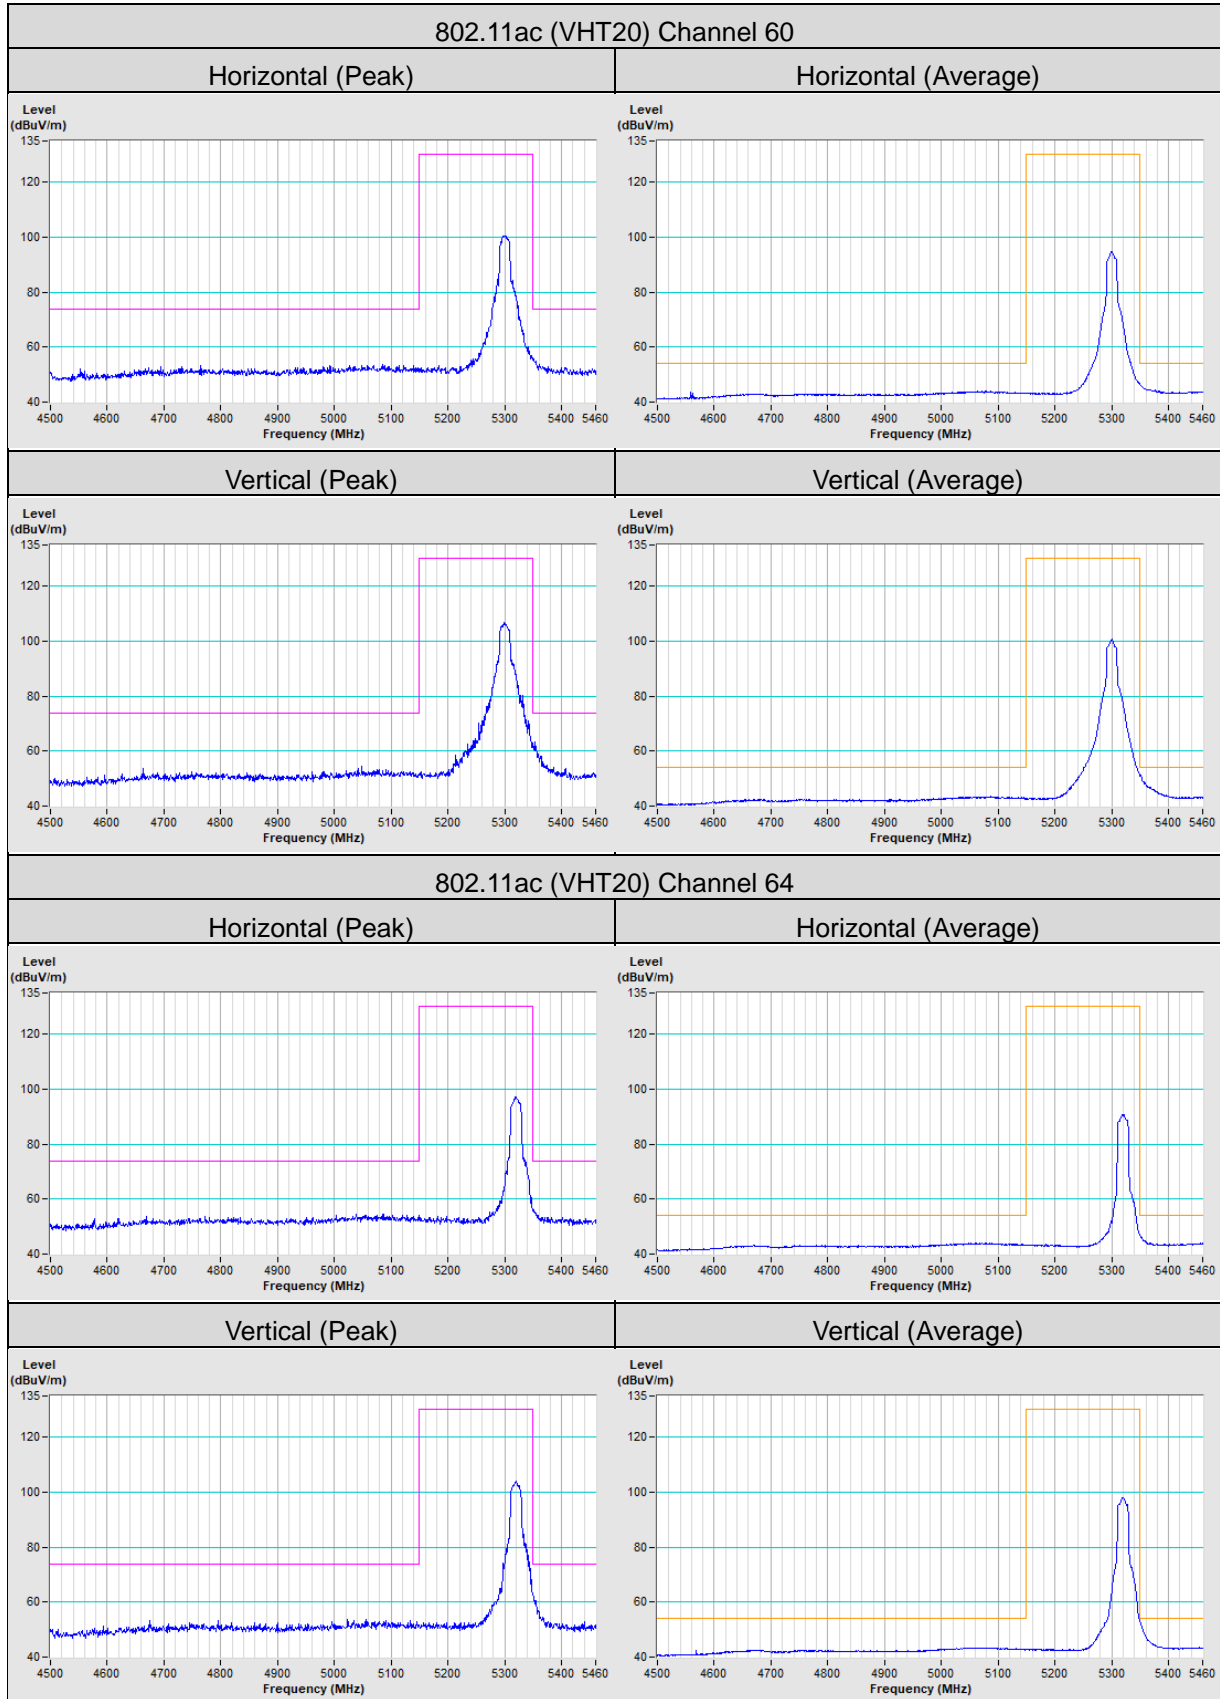 802.11ac (VHT20) Channel 60
Horizontal (Peak)
Horizontal (Average)
Level
(dBuV/m)
135
120
100
80
60
40
4500 4600 4700 4800 4900 5000 5100 5200 5300 5400 5460
Frequency (MHz)
Level
(dBuV/m)
135
120
100
80
60
40
4500 4600 4700 4800 4900 5000 5100 5200 5300 5400 5460
Frequency (MHz)
Vertical (Peak)
Vertical (Average)
Level
(dBuV/m)
135
120
100
80
60
40
4500 4600 4700 4800 4900 5000 5100 5200 5300 5400 5460
Frequency (MHz)
Level
(dBuV/m)
135
120
100
80
60
40
4500 4600 4700 4800 4900 5000 5100 5200 5300 5400 5460
Frequency (MHz)
802.11ac (VHT20) Channel 64
Horizontal (Peak)
Horizontal (Average)
Level
(dBuV/m)
135
120
100
80
60
40
4500 4600 4700 4800 4900 5000 5100 5200 5300 5400 5460
Frequency (MHz)
Level
(dBuV/m)
135
120
100
80
60
40
4500 4600 4700 4800 4900 5000 5100 5200 5300 5400 5460
Frequency (MHz)
Vertical (Peak)
Vertical (Average)
Level
(dBuV/m)
135
120
100
80
60
40
4500 4600 4700 4800 4900 5000 5100 5200 5300 5400 5460
Frequency (MHz)
Level
(dBuV/m)
135
120
100
80
60
40
4500 4600 4700 4800 4900 5000 5100 5200 5300 5400 5460
Frequency (MHz)